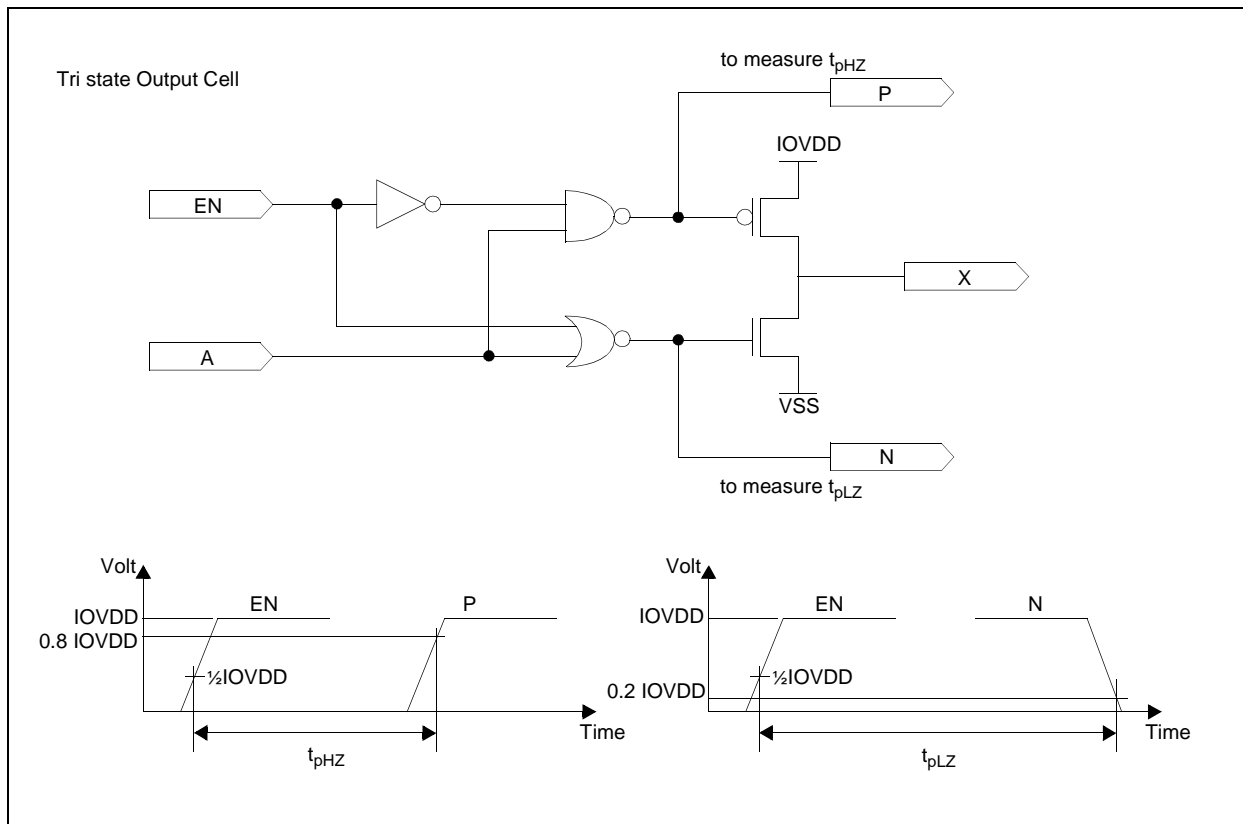 Tri state Output Cell
to measure tpHZ
P
IOVDD
EN
X
A
VSS
N
to measure tpLZ
Volt
IOVDD
0.8 IOVDD
EN
P
½IOVDD
Time
tpHZ
Volt
IOVDD
0.2 IOVDD
EN
N
½IOVDD
Time
tpLZ